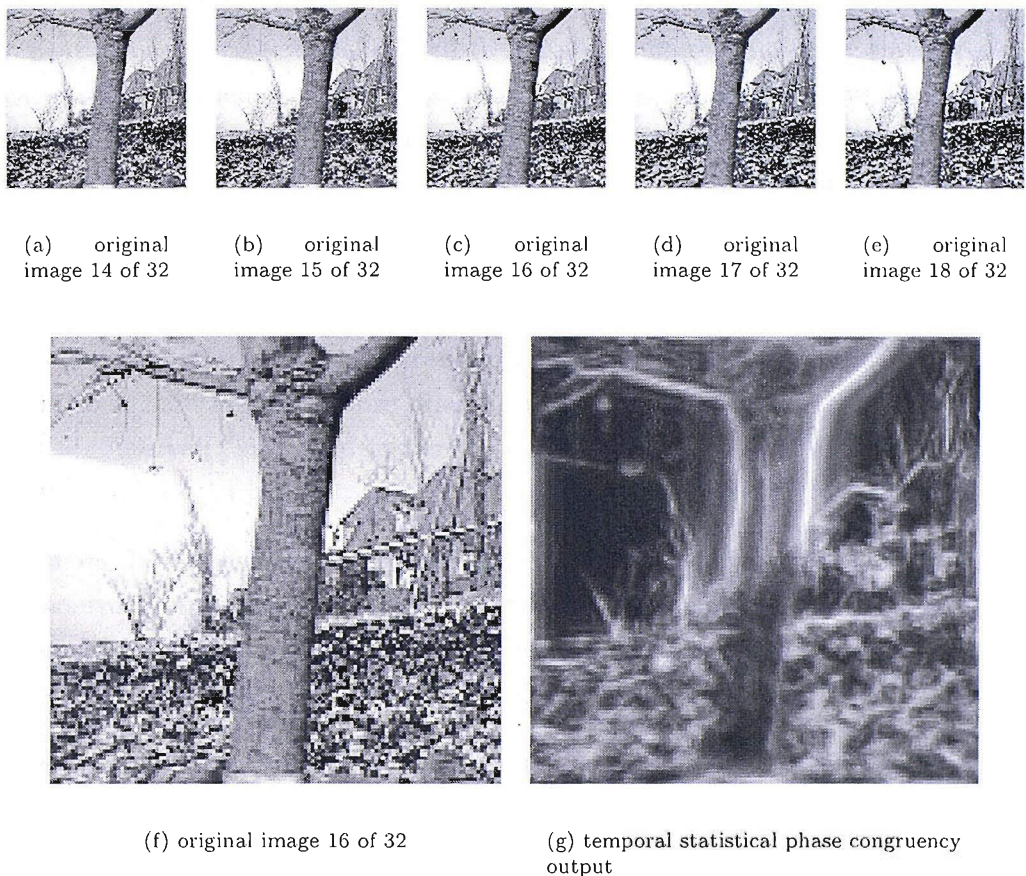 (a) original
image 14 of 32
(b) original
image 15 of 32
(c) original
image 16 of 32
(d) original
image 17 of 32
(e) original
image 18 of 32
(f) original image 16 of 32
(g) temporal statistical phase congruency
output